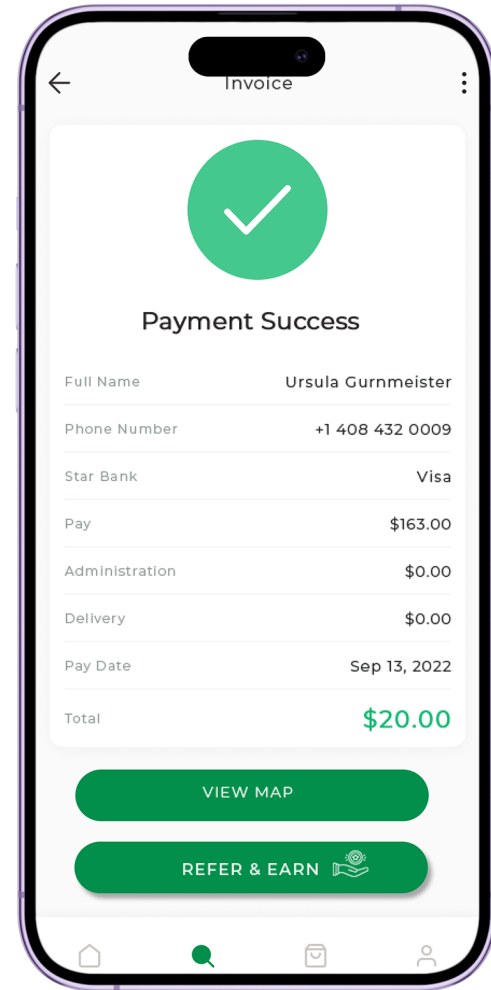 Invoice
Payment Success
Full Name Ursula Gurnmeister
Phone Number +1 408 432 0009
Star Bank Visa
Pay $163.00
Administration $0.00
Delivery $0.00
Pay Date Sep 13, 2022
Total $20.00
VIEW MAP
REFER & EARN